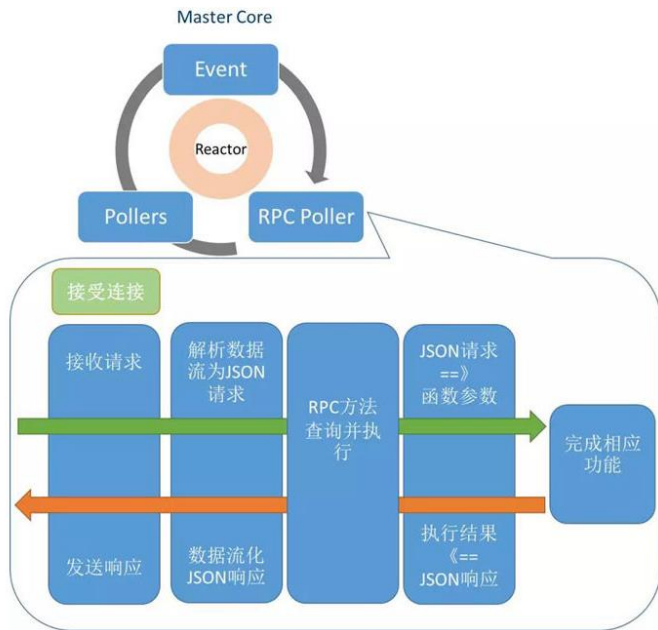 Master Core
Event
Reactor
Pollers
RPC Poller
接受连接
接收请求
解析数据
流为JSON
请求
RPC方法
查询并执
行
JSON请求
==》
函数参数
完成相应
功能
发送响应
数据流化
JSON响应
执行结果
《==
JSON响应